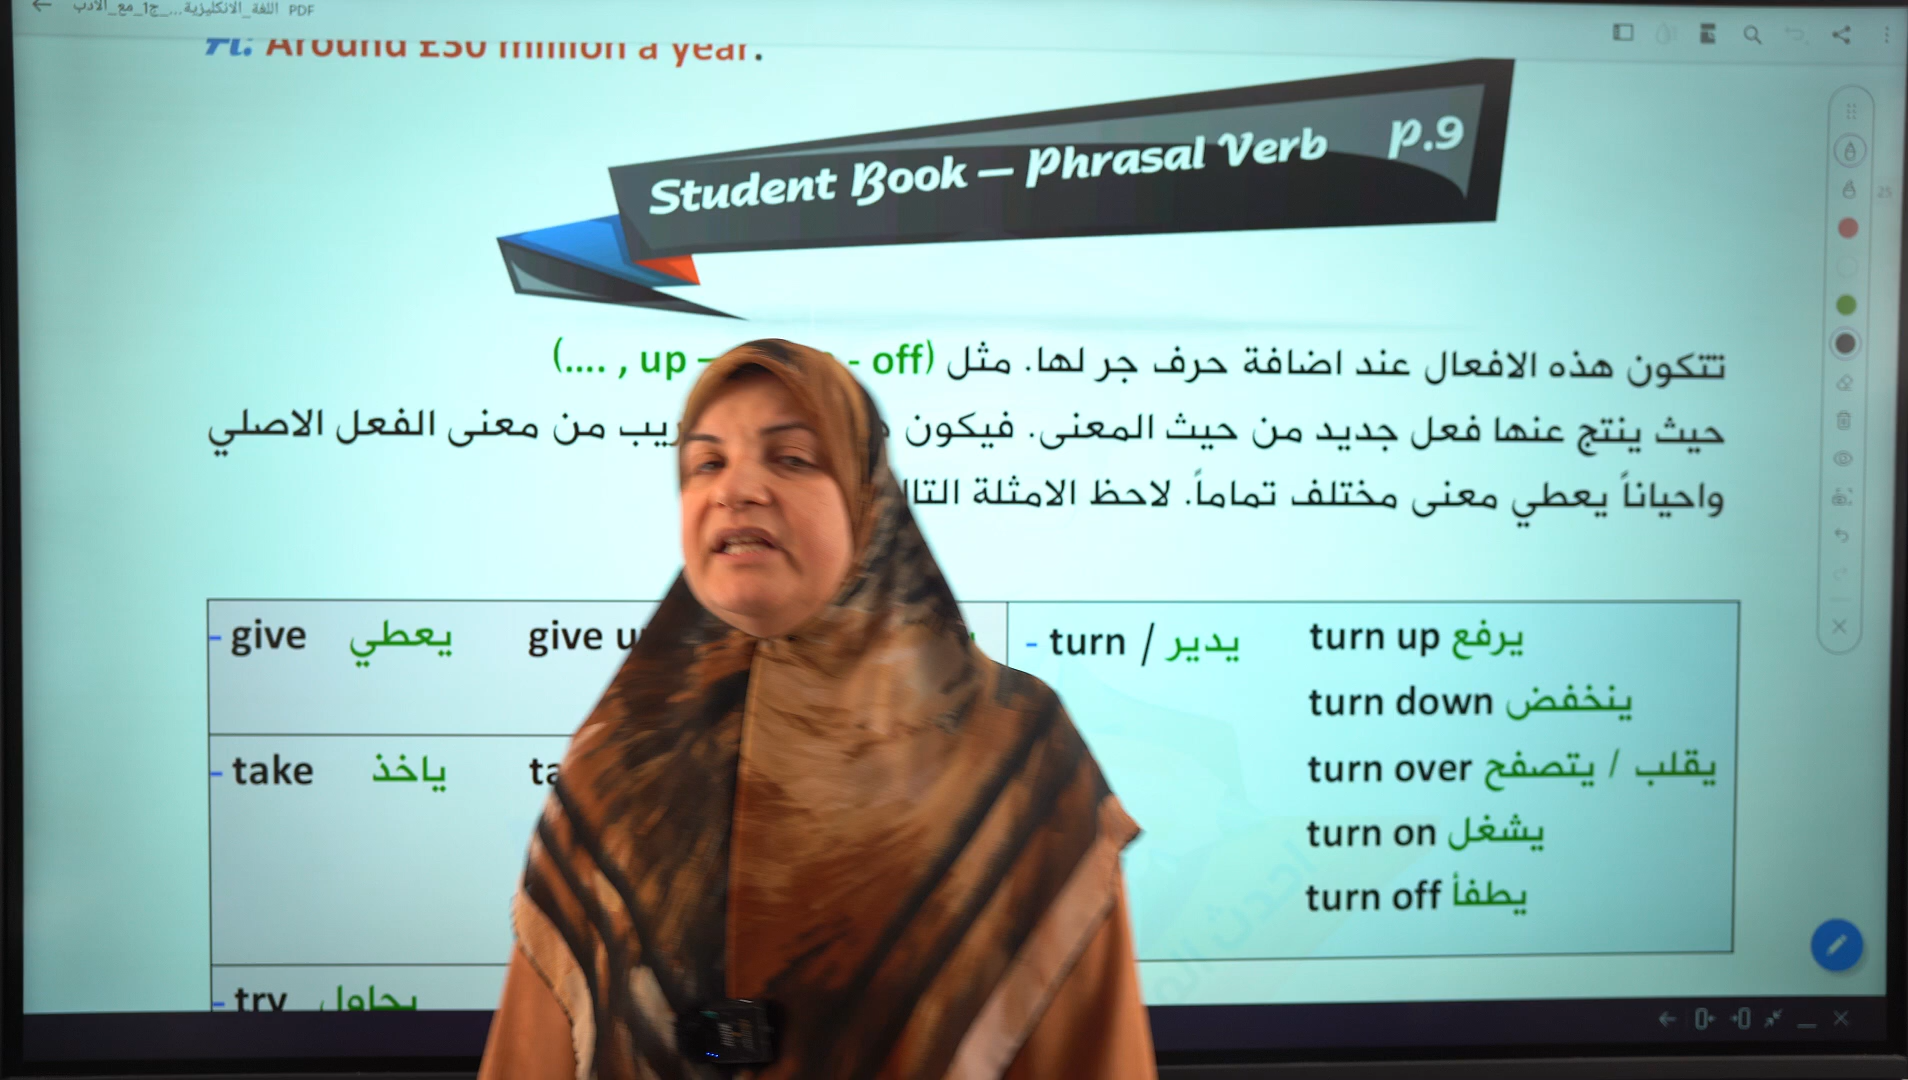 اللغة_الانكليزية..._ج1_مع_الأدب PDF
Around £30 million a year.
Student Book – Phrasal Verb p.9
تتكون هذه الافعال عند اضافة حرف جر لها. مثل (off - – up , ....)
حيث ينتج عنها فعل جديد من حيث المعنى. فيكون من معنى الفعل الاصلي
واحياناً يعطي معنى مختلف تماماً. لاحظ الامثلة
- give يعطي give
- turn / يدير turn up يرفع
turn down ينخفض
- take ياخذ
turn over يقلب / يتصفح
turn on يشغل
turn off يطفأ
- try يحاول
25